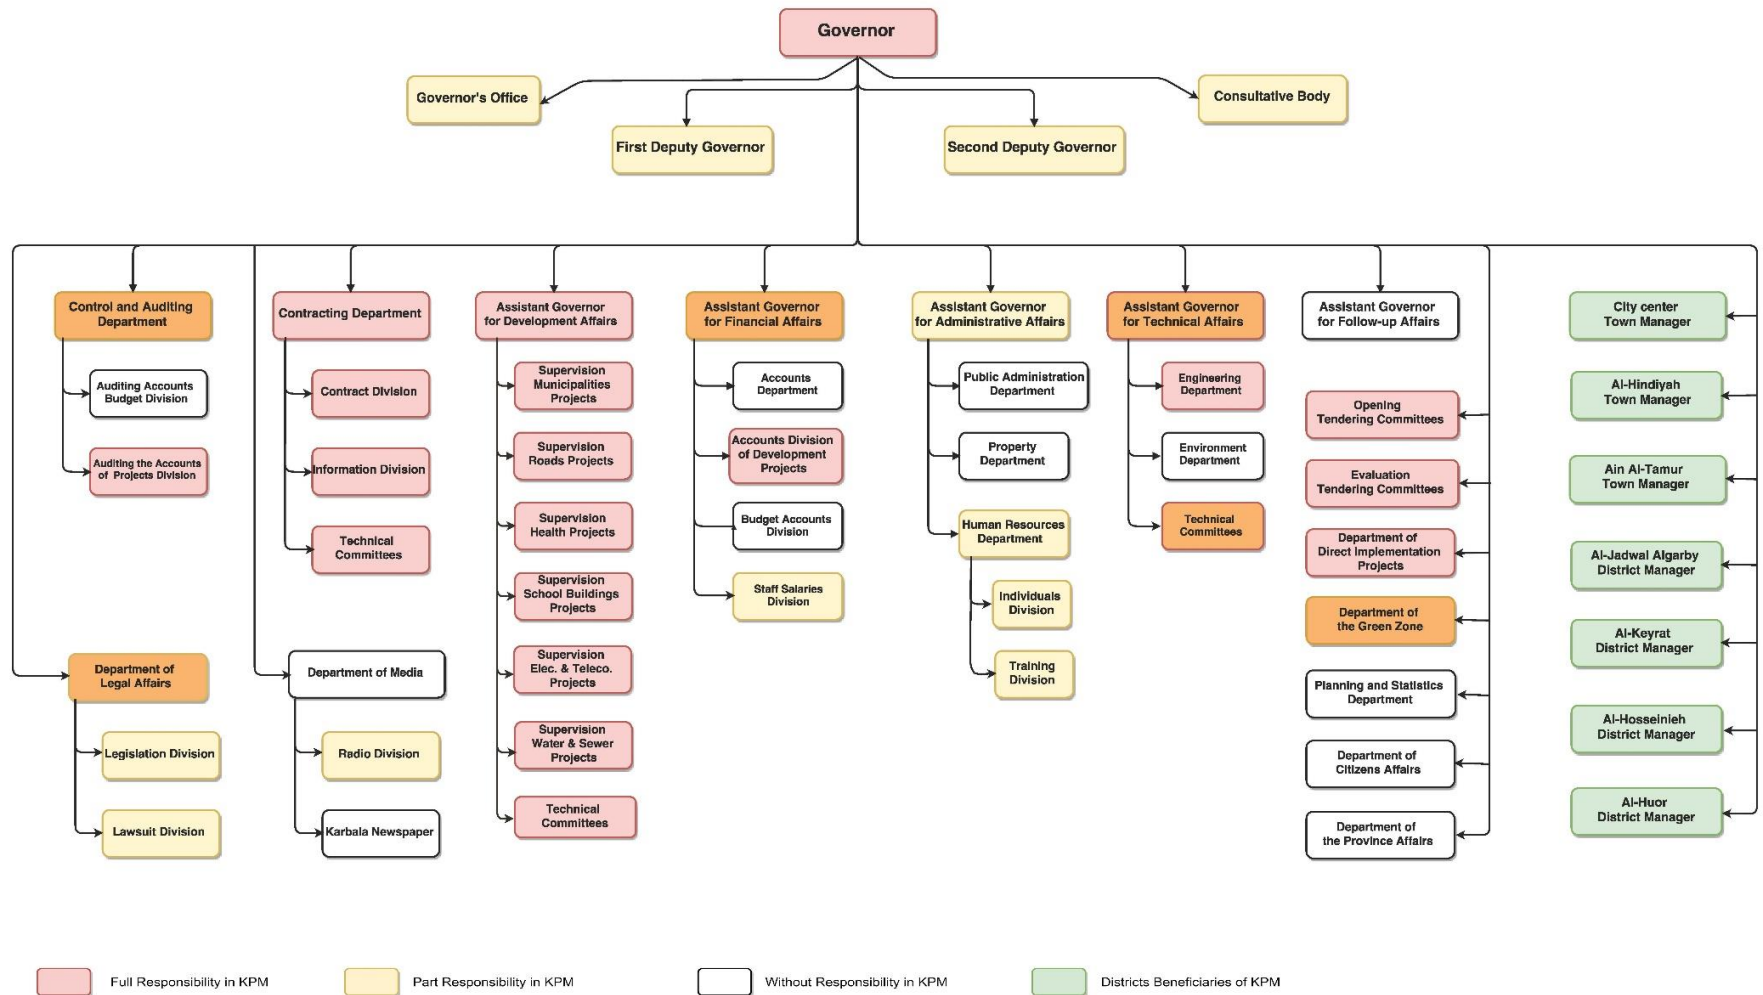 Governor
Governor's Office
Consultative Body
First Deputy Governor
Second Deputy Governor
Control and Auditing
Department
Auditing Accounts
Budget Division
Auditing the Accounts
of Projects Division
Department of
Legal Affairs
Legislation Division
Lawsuit Division
Contracting Department
Contract Division
Information Division
Technical
Committees
Department of Media
Radio Division
Karbala Newspaper
Assistant Governor
for Development Affairs
Supervision
Municipalities
Projects
Supervision
Roads Projects
Supervision
Health Projects
Supervision
School Buildings
Projects
Supervision
Elec. & Teleco.
Projects
Supervision
Water & Sewer
Projects
Technical
Committees
Assistant Governor
for Financial Affairs
Accounts
Department
Accounts Division
of Development
Projects
Budget Accounts
Division
Staff Salaries
Division
Assistant Governor
for Administrative Affairs
Public Administration
Department
Property
Department
Human Resources
Department
Individuals
Division
Training
Division
Assistant Governor
for Technical Affairs
Engineering
Department
Environment
Department
Technical
Committees
Assistant Governor
for Follow-up Affairs
Opening
Tendering Committees
Evaluation
Tendering Committees
Department of
Direct Implementation
Projects
Department of
the Green Zone
Planning and Statistics
Department
Department of
Citizens Affairs
Department of
the Province Affairs
City center
Town Manager
Al-Hindiyah
Town Manager
Ain Al-Tamur
Town Manager
Al-Jadwal Algarby
District Manager
Al-Keyrat
District Manager
Al-Hosseinieh
District Manager
Al-Huor
District Manager
Full Responsibility in KPM
Part Responsibility in KPM
Without Responsibility in KPM
Districts Beneficiaries of KPM